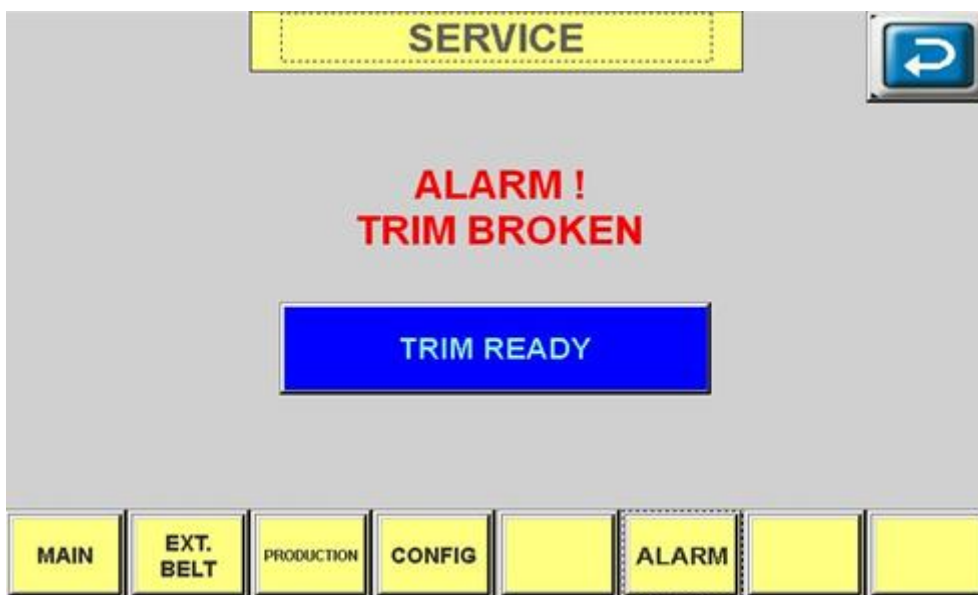 SERVICE
ALARM !
TRIM BROKEN
TRIM READY
MAIN
EXT.
BELT
PRODUCTION
CONFIG
ALARM